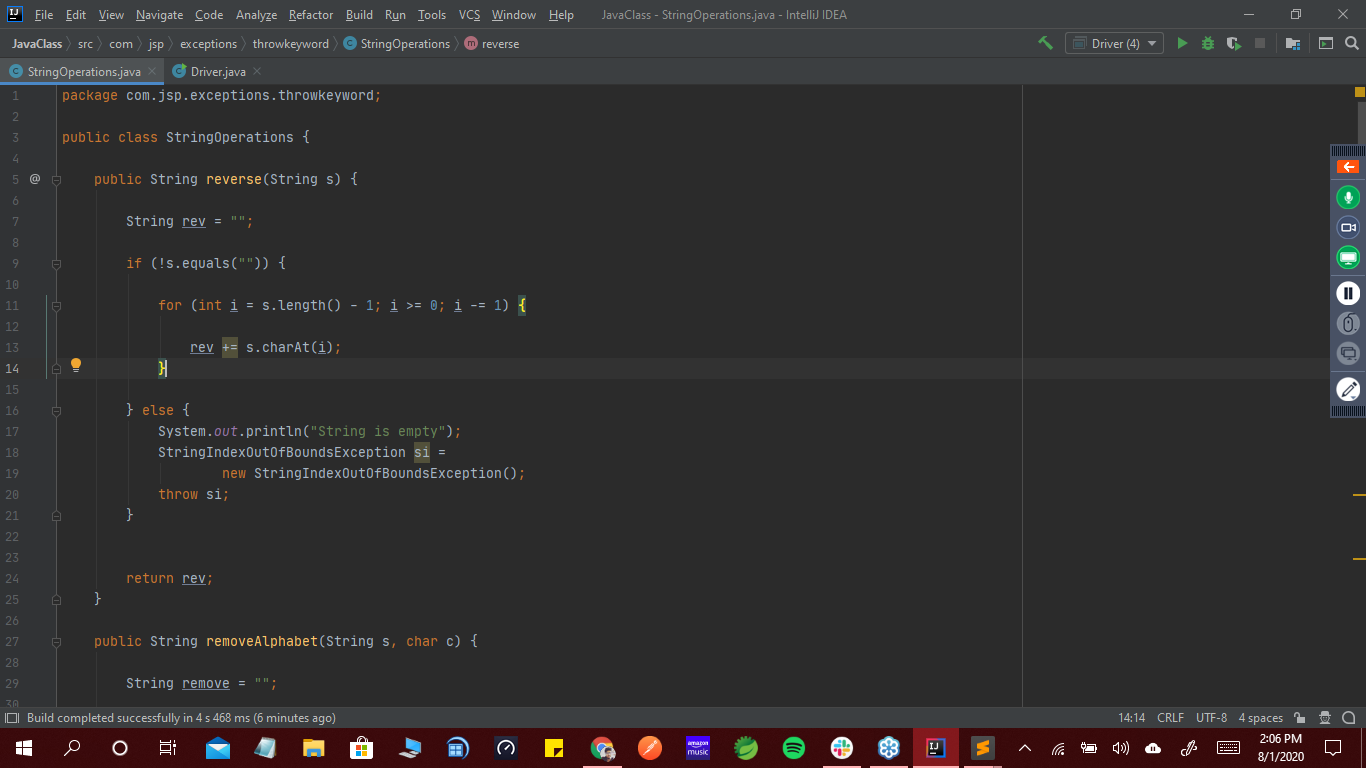 File Edit View Navigate Code Analyze Refactor Build Run Tools VCS Window Help JavaClass - StringOperations.java - IntelliJ IDEA
JavaClass src com jsp exceptions throwkeyword StringOperations reverse Driver (4)
StringOperations.java Driver.java
1 package com.jsp.exceptions.throwkeyword;
2
3 public class StringOperations {
4
5 @ public String reverse(String s) {
6
7 String rev = "";
8
9 if (!s.equals("")) {
10
11 for (int i = s.length() - 1; i >= 0; i -= 1) {
12
13 rev += s.charAt(i);
14 }
15
16 } else {
17 System.out.println("String is empty");
18 StringIndexOutOfBoundsException si =
19 new StringIndexOutOfBoundsException();
20 throw si;
21 }
22
23
24 return rev;
25 }
26
27 public String removeAlphabet(String s, char c) {
28
29 String remove = "";
30
Build completed successfully in 4 s 468 ms (6 minutes ago) 14:14 CRLF UTF-8 4 spaces
amazon music
2:06 PM
8/1/2020